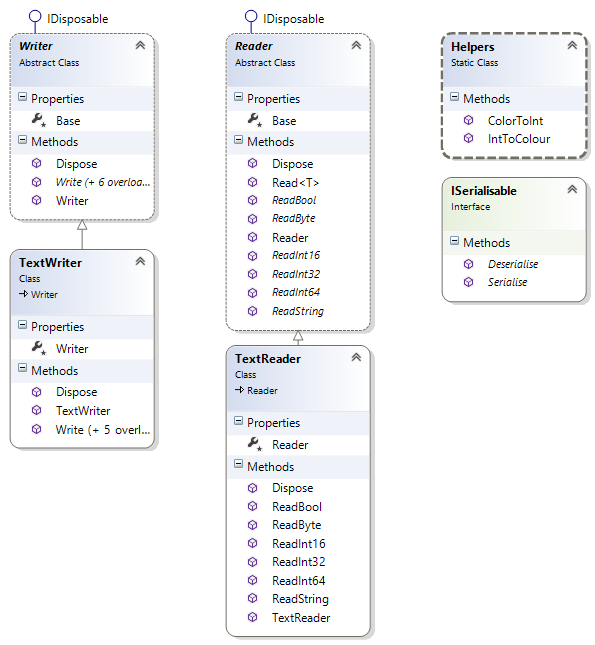 IDisposable
Writer
Abstract Class
Properties
Base
Methods
Dispose
Write (+ 6 overloa...
Writer
TextWriter
Class
Writer
Properties
Writer
Methods
Dispose
TextWriter
Write (+ 5 overl...
IDisposable
Reader
Abstract Class
Properties
Base
Methods
Dispose
Read<T>
ReadBool
ReadByte
Reader
ReadInt16
ReadInt32
ReadInt64
ReadString
TextReader
Class
Reader
Properties
Reader
Methods
Dispose
ReadBool
ReadByte
ReadInt16
ReadInt32
ReadInt64
ReadString
TextReader
Helpers
Static Class
Methods
ColorToInt
IntToColour
ISerialisable
Interface
Methods
Deserialise
Serialise